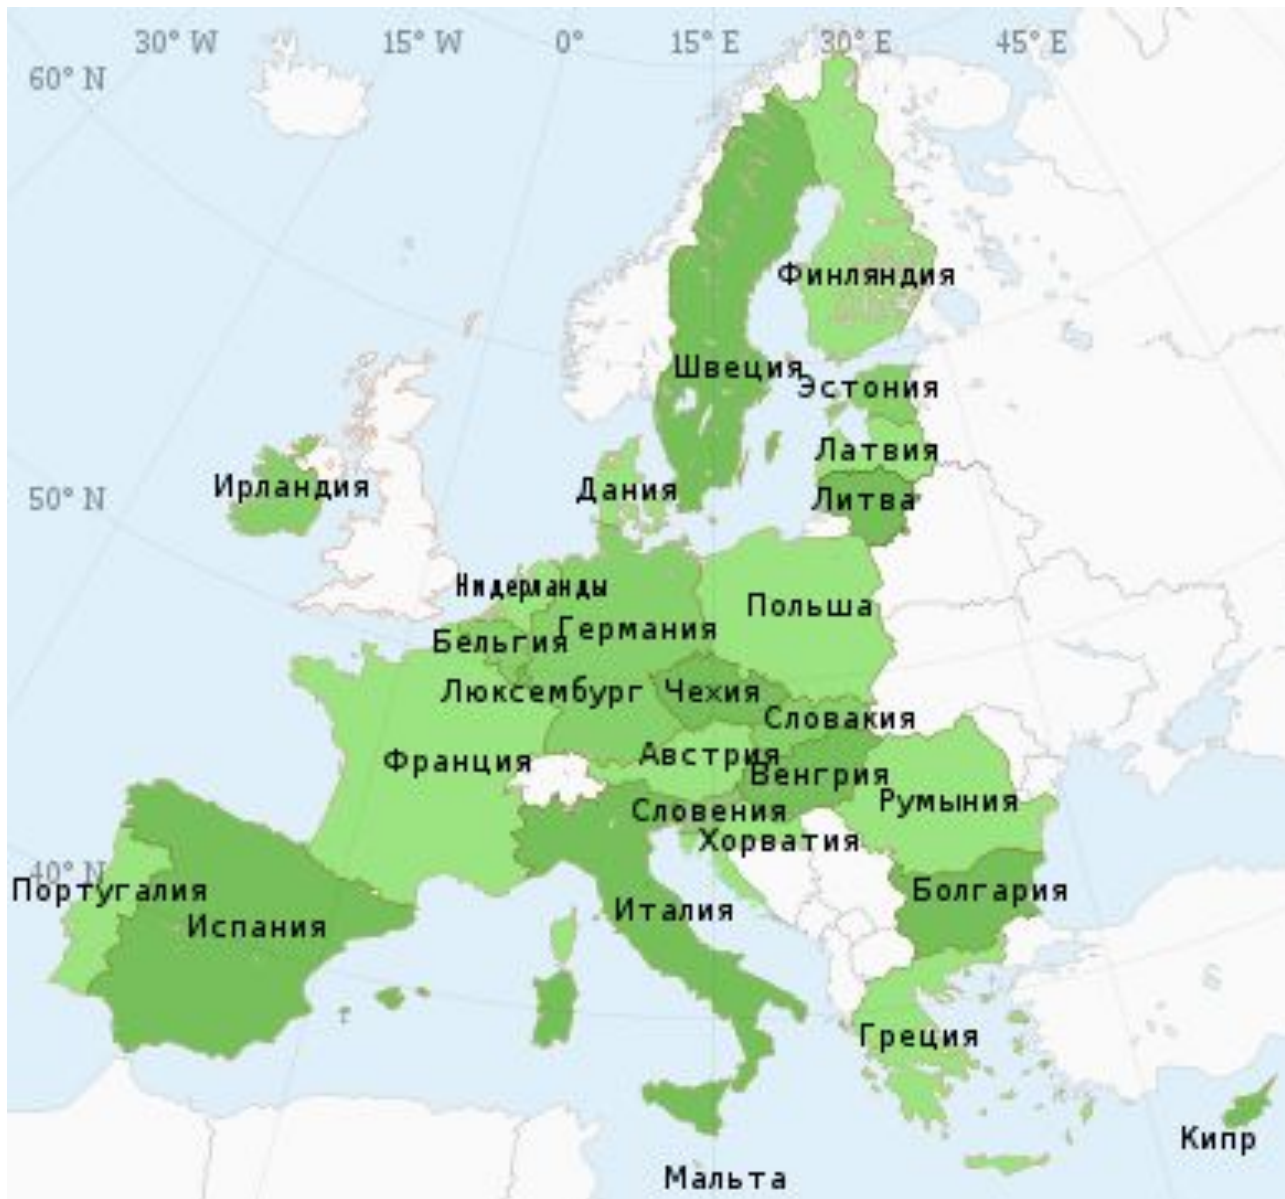 30° W
15° W
0°
15° E
30° E
45° E
60° N
Финляндия
Швеция
Эстония
Латвия
Ирландия
Дания
Литва
50° N
Нидерланды
Польша
Германия
Бельгия
Люксембург
Чехия
Словакия
Австрия
Франция
Венгрия
Румыния
Словения
Хорватия
40° N
Португалия
Болгария
Италия
Испания
Греция
Кипр
Мальта